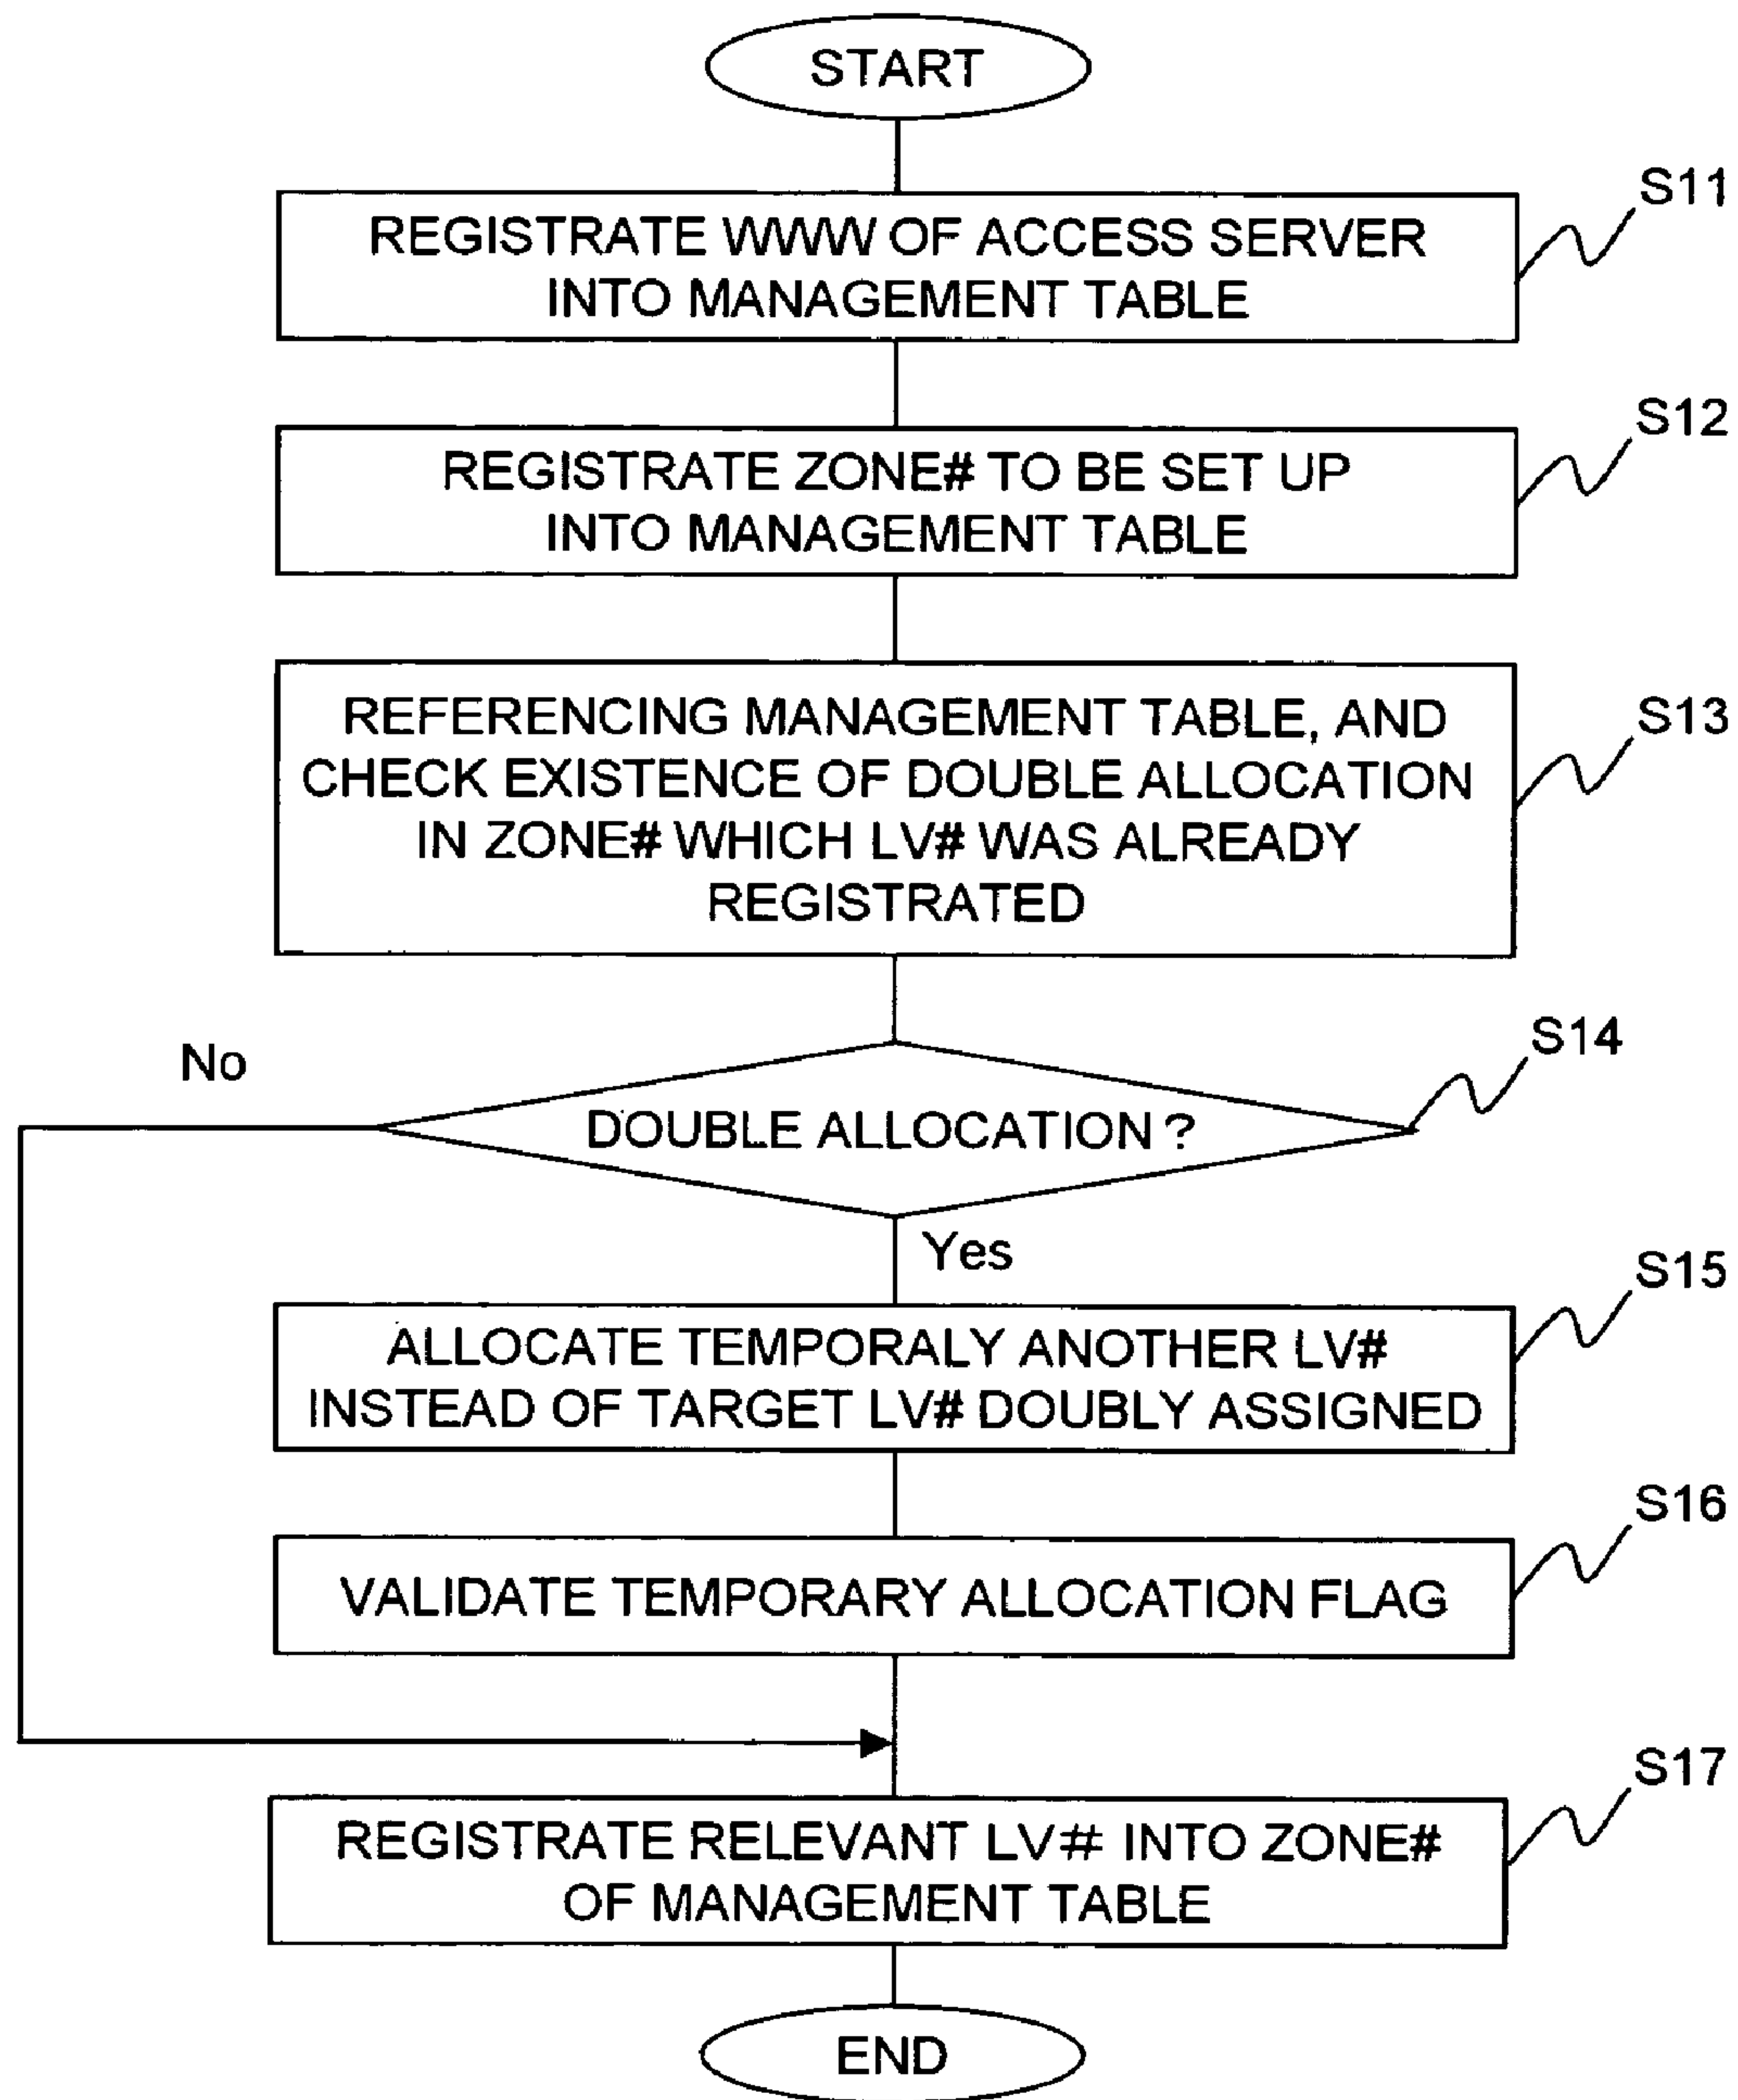 START
S11
REGISTRATE WWW OF ACCESS SERVER
INTO MANAGEMENT TABLE
S12
REGISTRATE ZONE# TO BE SET UP
INTO MANAGEMENT TABLE
S13
REFERENCING MANAGEMENT TABLE, AND
CHECK EXISTENCE OF DOUBLE ALLOCATION
IN ZONE# WHICH LV# WAS ALREADY
REGISTRATED
S14
No
DOUBLE ALLOCATION ?
Yes
S15
ALLOCATE TEMPORALY ANOTHER LV#
INSTEAD OF TARGET LV# DOUBLY ASSIGNED
S16
VALIDATE TEMPORARY ALLOCATION FLAG
S17
REGISTRATE RELEVANT LV# INTO ZONE#
OF MANAGEMENT TABLE
END